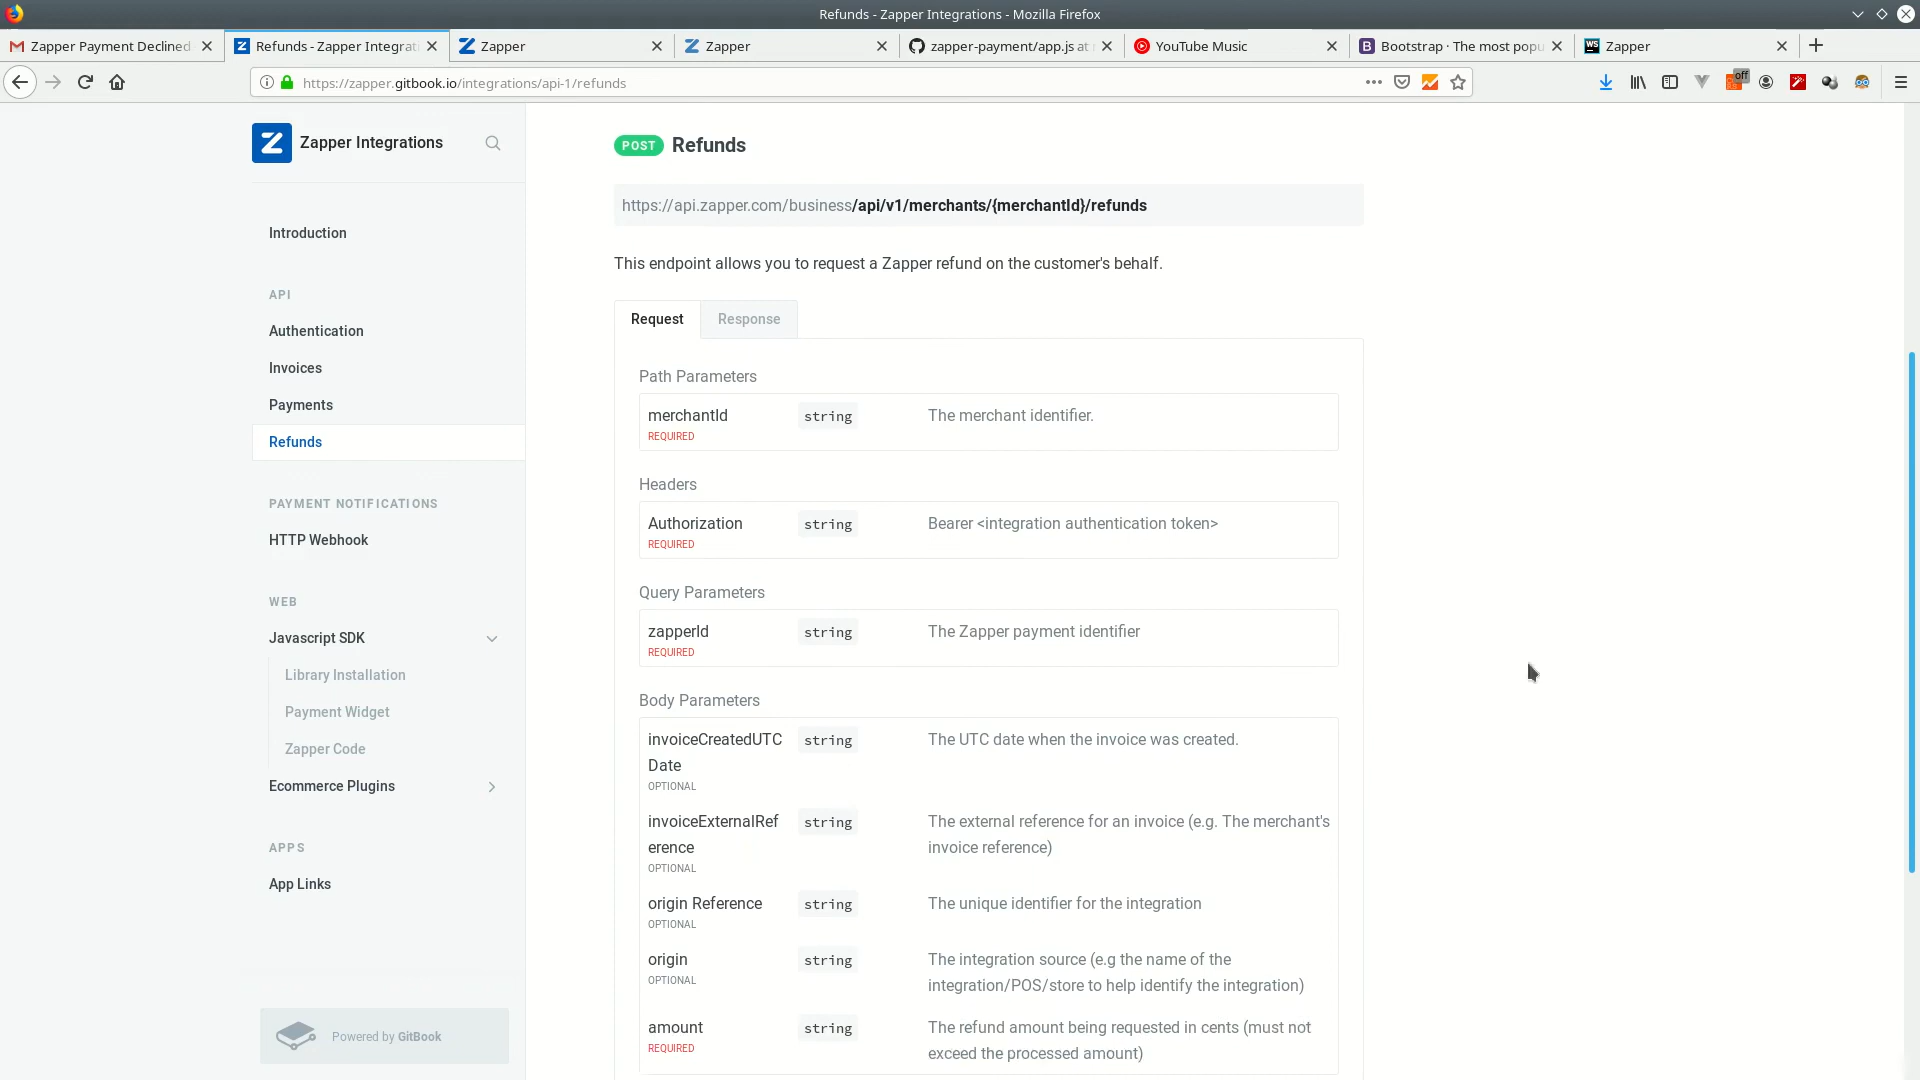 Refunds - Zapper Integrations - Mozilla Firefox
Zapper Payment Declined
Refunds - Zapper Integrati
Zapper
Zapper
zapper-payment/app.js at
YouTube Music
Bootstrap · The most popu
Zapper
https://zapper.gitbook.io/integrations/api-1/refunds
off
Zapper Integrations
Introduction
API
Authentication
Invoices
Payments
Refunds
PAYMENT NOTIFICATIONS
HTTP Webhook
WEB
Javascript SDK
Library Installation
Payment Widget
Zapper Code
Ecommerce Plugins
APPS
App Links
Powered by GitBook
POST Refunds
https://api.zapper.com/business/api/v1/merchants/{merchantId}/refunds
This endpoint allows you to request a Zapper refund on the customer's behalf.
Request Response
Path Parameters
merchantId string The merchant identifier.
REQUIRED
Headers
Authorization string Bearer <integration authentication token>
REQUIRED
Query Parameters
zapperId string The Zapper payment identifier
REQUIRED
Body Parameters
invoiceCreatedUTC string The UTC date when the invoice was created.
Date
OPTIONAL
invoiceExternalRef string The external reference for an invoice (e.g. The merchant's
erence invoice reference)
OPTIONAL
origin Reference string The unique identifier for the integration
OPTIONAL
origin string The integration source (e.g the name of the
OPTIONAL integration/POS/store to help identify the integration)
amount string The refund amount being requested in cents (must not
REQUIRED exceed the processed amount)